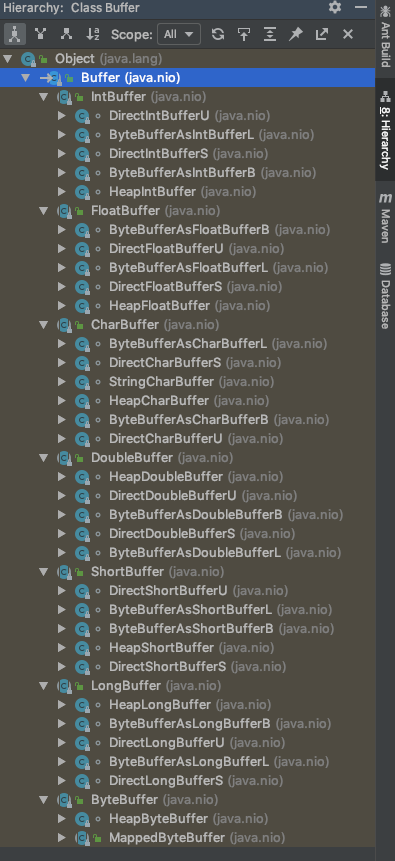 Hierarchy: Class Buffer
Scope: All
Object (java.lang)
Buffer (java.nio)
IntBuffer (java.nio)
DirectIntBufferU (java.nio)
ByteBufferAsIntBufferL (java.nio)
DirectIntBufferS (java.nio)
ByteBufferAsIntBufferB (java.nio)
HeapIntBuffer (java.nio)
FloatBuffer (java.nio)
ByteBufferAsFloatBufferB (java.nio)
DirectFloatBufferU (java.nio)
ByteBufferAsFloatBufferL (java.nio)
DirectFloatBufferS (java.nio)
HeapFloatBuffer (java.nio)
CharBuffer (java.nio)
ByteBufferAsCharBufferL (java.nio)
DirectCharBufferS (java.nio)
StringCharBuffer (java.nio)
HeapCharBuffer (java.nio)
ByteBufferAsCharBufferB (java.nio)
DirectCharBufferU (java.nio)
DoubleBuffer (java.nio)
HeapDoubleBuffer (java.nio)
DirectDoubleBufferU (java.nio)
ByteBufferAsDoubleBufferB (java.nio)
DirectDoubleBufferS (java.nio)
ByteBufferAsDoubleBufferL (java.nio)
ShortBuffer (java.nio)
DirectShortBufferU (java.nio)
ByteBufferAsShortBufferL (java.nio)
ByteBufferAsShortBufferB (java.nio)
HeapShortBuffer (java.nio)
DirectShortBufferS (java.nio)
LongBuffer (java.nio)
HeapLongBuffer (java.nio)
ByteBufferAsLongBufferB (java.nio)
DirectLongBufferU (java.nio)
ByteBufferAsLongBufferL (java.nio)
DirectLongBufferS (java.nio)
ByteBuffer (java.nio)
HeapByteBuffer (java.nio)
MappedByteBuffer (java.nio)
Ant Build
8: Hierarchy
m Maven
Database